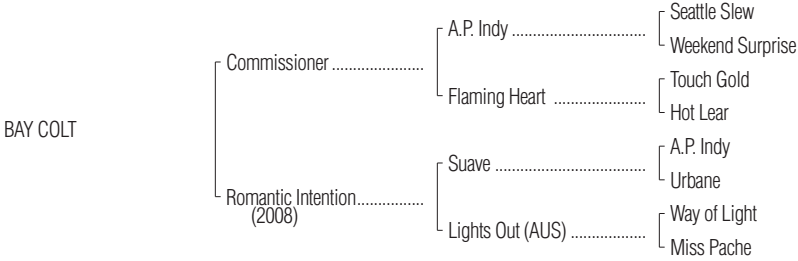 Seattle Slew
A.P. Indy ..............................
Weekend Surprise
Commissioner .....................
Flaming Heart .....................
Touch Gold
Hot Lear
BAY COLT
Suave ..................................
A.P. Indy
Urbane
Romantic Intention...............
(2008)
Lights Out (AUS) .................
Way of Light
Miss Pache